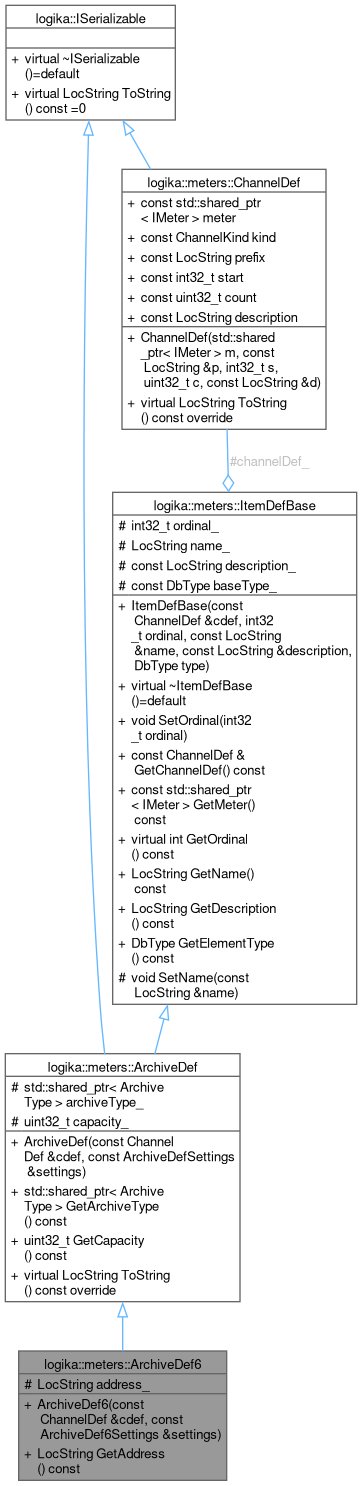 logika::ISerializable
+ virtual ~ISerializable
()=default
+ virtual LocString ToString
() const =0
logika::meters::ChannelDef
+ const std::shared_ptr
< IMeter > meter
+ const ChannelKind kind
+ const LocString prefix
+ const int32_t start
+ const uint32_t count
+ const LocString description
+ ChannelDef(std::shared
_ptr< IMeter > m, const
LocString &p, int32_t s,
uint32_t c, const LocString &d)
+ virtual LocString ToString
() const override
#channelDef_
logika::meters::ItemDefBase
# int32_t ordinal_
# LocString name_
# const LocString description_
# const DbType baseType_
+ ItemDefBase(const
ChannelDef &cdef, int32
_t ordinal, const LocString
&name, const LocString &description,
DbType type)
+ virtual ~ItemDefBase
()=default
+ void SetOrdinal(int32
_t ordinal)
+ const ChannelDef &
GetChannelDef() const
+ const std::shared_ptr
< IMeter > GetMeter()
const
+ virtual int GetOrdinal
() const
+ LocString GetName()
const
+ LocString GetDescription
() const
+ DbType GetElementType
() const
# void SetName(const
LocString &name)
logika::meters::ArchiveDef
# std::shared_ptr< Archive
Type > archiveType_
# uint32_t capacity_
+ ArchiveDef(const Channel
Def &cdef, const ArchiveDefSettings
&settings)
+ std::shared_ptr< Archive
Type > GetArchiveType
() const
+ uint32_t GetCapacity
() const
+ virtual LocString ToString
() const override
logika::meters::ArchiveDef6
# LocString address_
+ ArchiveDef6(const
ChannelDef &cdef, const
ArchiveDef6Settings &settings)
+ LocString GetAddress
() const